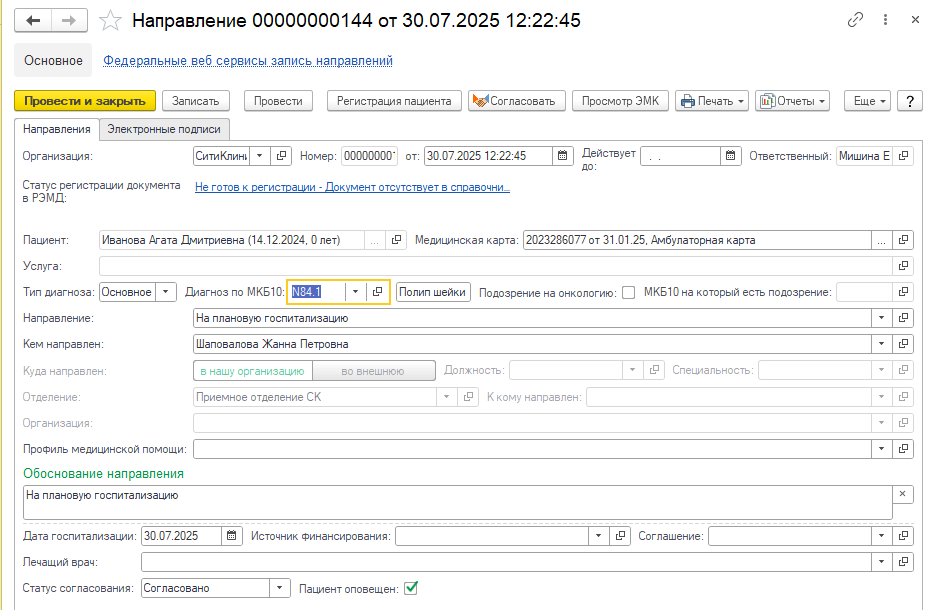 Направление 00000000144 от 30.07.2025 12:22:45
Основное Федеральные веб сервисы запись направлений
Провести и закрыть Записать Провести Регистрация пациента Согласовать Просмотр ЭМК Печать Отчеты Еще ?
Направления Электронные подписи
Организация: СитиКлини Номер: 000000001 от: 30.07.2025 12:22:45 Действует до: . . Ответственный: Мишина Е
Статус регистрации документа
в РЭМД:
Не готов к регистрации - Документ отсутствует в справочни...
Пациент: Иванова Агата Дмитриевна (14.12.2024, 0 лет) ... Медицинская карта: 2023286077 от 31.01.25, Амбулаторная карта ...
Услуга:
Тип диагноза: Основное Диагноз по МКБ10: N84.1 Полип шейки Подозрение на онкологию: МКБ10 на который есть подозрение:
Направление: На плановую госпитализацию
Кем направлен: Шаповалова Жанна Петровна
Куда направлен: в нашу организацию во внешнюю Должность: Специальность:
Отделение: Приемное отделение СК К кому направлен:
Организация:
Профиль медицинской помощи:
Обоснование направления
На плановую госпитализацию
Дата госпитализации: 30.07.2025 Источник финансирования: Соглашение:
Лечащий врач:
Статус согласования: Согласовано Пациент оповещен: